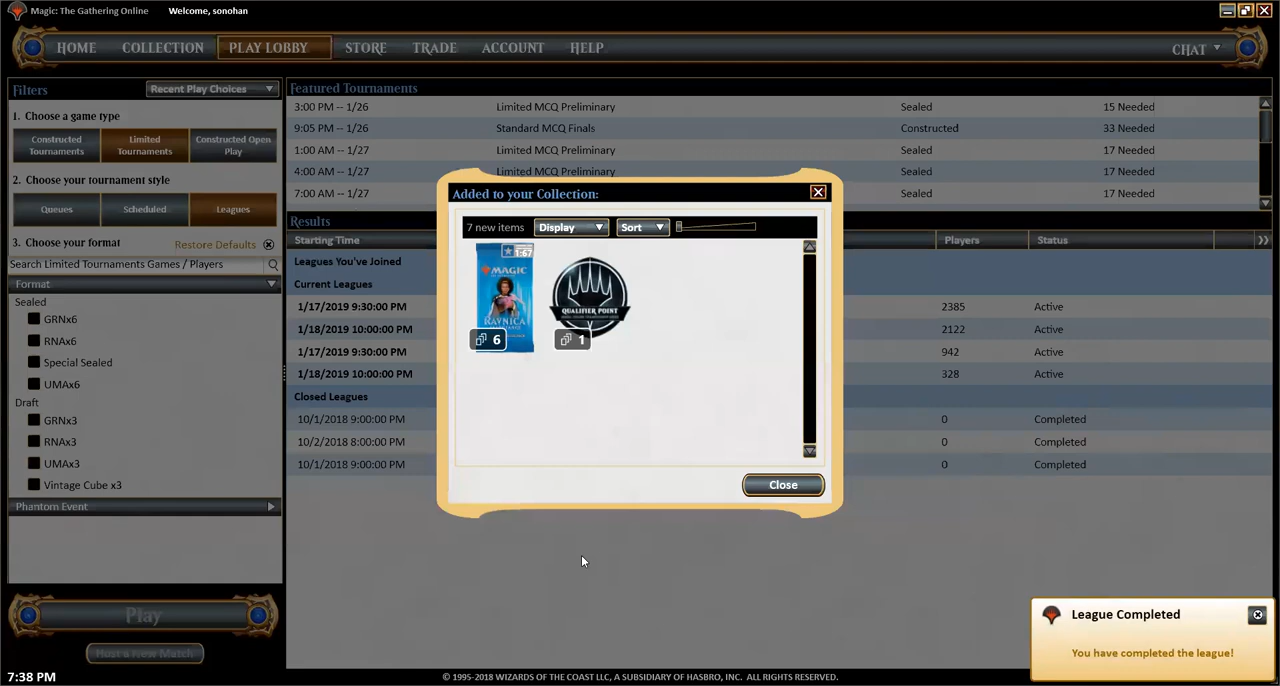 Magic: The Gathering Online
Welcome, sonohan
HOME COLLECTION PLAY LOBBY STORE TRADE ACCOUNT HELP CHAT
Filters
Recent Play Choices
1. Choose a game type
Constructed Tournaments
Limited Tournaments
Constructed Open Play
2. Choose your tournament style
Queues Scheduled Leagues
3. Choose your format
Restore Defaults
Search Limited Tournaments Games / Players
Format
Sealed
GRNx6
RNAx6
Special Sealed
UMAx6
Draft
GRNx3
RNAx3
UMAx3
Vintage Cube x3
Phantom Event
Play
Host a New Match
7:38 PM
Featured Tournaments
3:00 PM -- 1/26 Limited MCQ Preliminary Sealed 15 Needed
9:05 PM -- 1/26 Standard MCQ Finals Constructed 33 Needed
1:00 AM -- 1/27 Limited MCQ Preliminary Sealed 17 Needed
4:00 AM -- 1/27 Limited MCQ Preliminary Sealed 17 Needed
7:00 AM -- 1/27 Sealed 17 Needed
Results
Starting Time Players Status
Leagues You've Joined
Current Leagues
1/17/2019 9:30:00 PM 2385 Active
1/18/2019 10:00:00 PM 2122 Active
1/17/2019 9:30:00 PM 942 Active
1/18/2019 10:00:00 PM 328 Active
Closed Leagues
10/1/2018 9:00:00 PM 0 Completed
10/2/2018 8:00:00 PM 0 Completed
10/1/2018 9:00:00 PM 0 Completed
Added to your Collection:
7 new items Display Sort
1:67
MAGIC
RAVNICA
6
QUALIFIER POINT
1
Close
League Completed
You have completed the league!
© 1995-2018 WIZARDS OF THE COAST LLC, A SUBSIDIARY OF HASBRO, INC. ALL RIGHTS RESERVED.